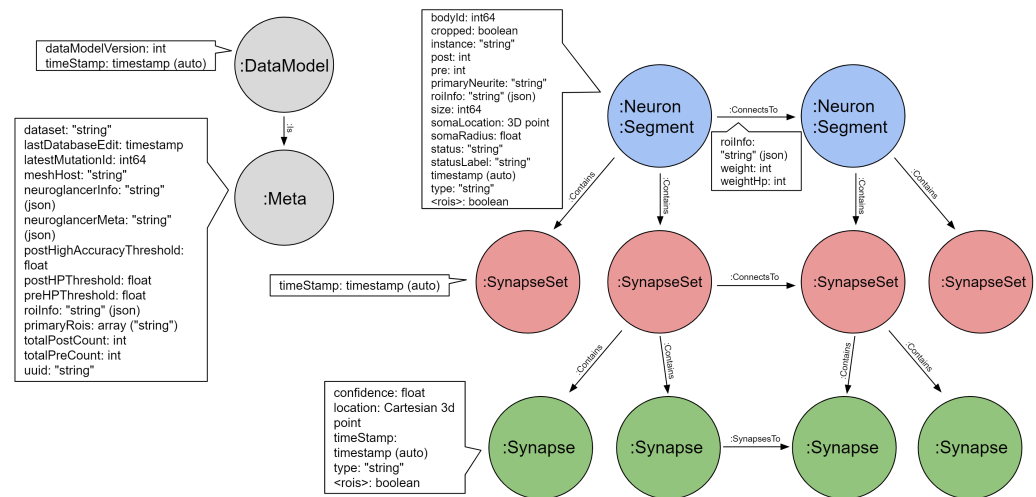 dataModelVersion: int
timeStamp: timestamp (auto)
:DataModel
:Is
:Meta
dataset: "string"
lastDatabaseEdit: timestamp
latestMutationId: int64
meshHost: "string"
neuroglancerInfo: "string"
(json)
neuroglancerMeta: "string"
(json)
postHighAccuracyThreshold:
float
postHPThreshold: float
preHPThreshold: float
roiInfo: "string" (json)
primaryRois: array ("string")
totalPostCount: int
totalPreCount: int
uuid: "string"
bodyId: int64
cropped: boolean
instance: "string"
post: int
pre: int
primaryNeurite: "string"
roiInfo: "string" (json)
size: int64
somaLocation: 3D point
somaRadius: float
status: "string"
statusLabel: "string"
timestamp (auto)
type: "string"
<rois>: boolean
:Neuron
:Segment
:ConnectsTo
:Neuron
:Segment
roiInfo:
"string" (json)
weight: int
weightHp: int
:Contains
:Contains
:Contains
:Contains
timeStamp: timestamp (auto)
:SynapseSet
:SynapseSet
:ConnectsTo
:SynapseSet
:SynapseSet
:Contains
:Contains
:Contains
:Contains
confidence: float
location: Cartesian 3d
point
timeStamp:
timestamp (auto)
type: "string"
<rois>: boolean
:Synapse
:Synapse
:SynapsesTo
:Synapse
:Synapse